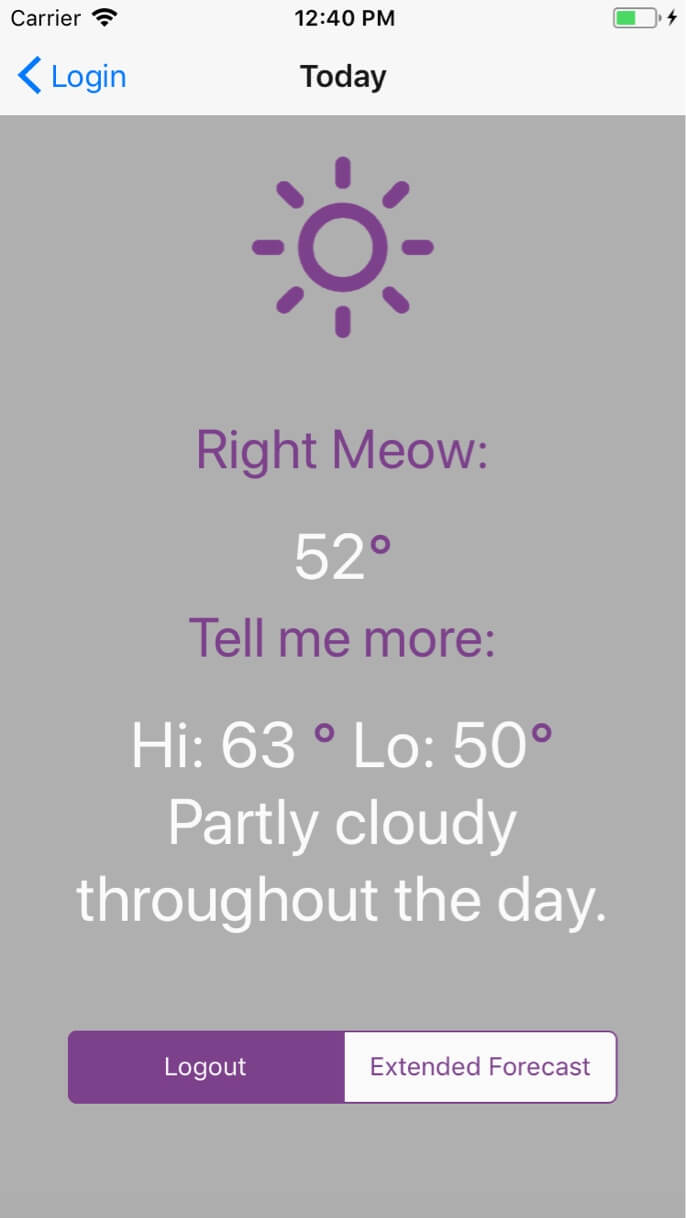 Carrier 12:40 PM
Login Today
Right Meow:
52°
Tell me more:
Hi: 63 ° Lo: 50°
Partly cloudy
throughout the day.
Logout Extended Forecast